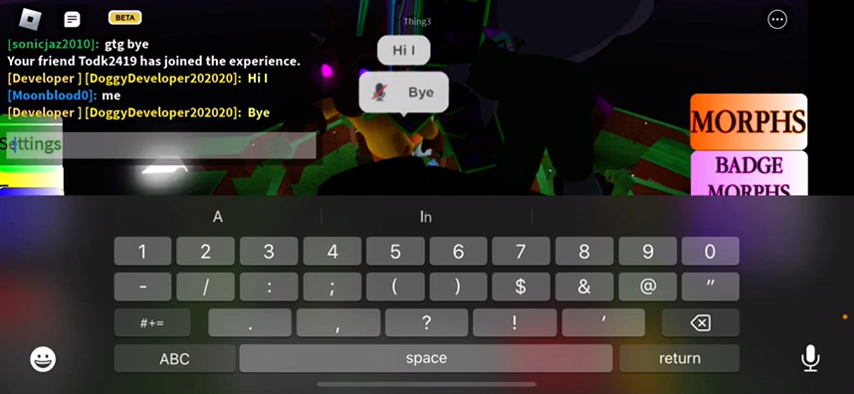 BETA
Thing3
[sonicjaz2010]: gtg bye
Your friend Todk2419 has joined the experience.
[Developer ] [DoggyDeveloper202020]: Hi I
[Moonblood0]: me
[Developer ] [DoggyDeveloper202020]: Bye
Hi I
Bye
Settings
MORPHS
BADGE
MORPHS
A In
1 2 3 4 5 6 7 8 9 0
- / : ; ( ) $ & @ "
#+= . , ? ! '
ABC space return